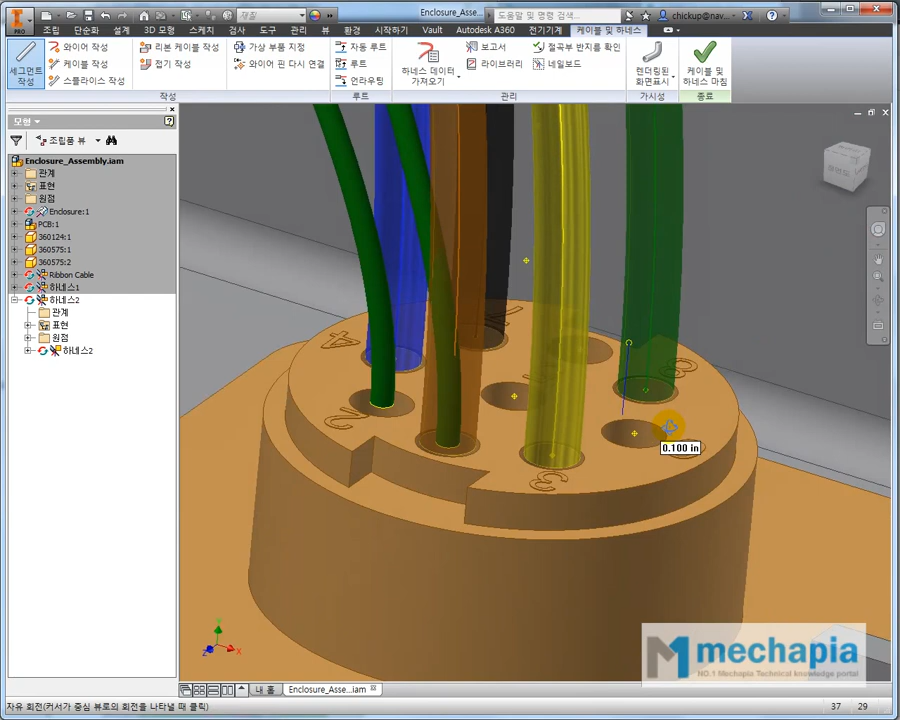 PRO
재질
Enclosure_Asse...
도움말 및 명령 검색...
chickup@nav...
조립 단순화 설계 3D 모형 스케치 검사 도구 관리 뷰 환경 시작하기 Vault Autodesk A360 전기기계 케이블 및 하네스
세그먼트 작성
와이어 작성
케이블 작성
스플라이스 작성
리본 케이블 작성
접기 작성
가상 부품 지정
와이어 핀 다시 연결
자동 루트
루트
언라우팅
하네스 데이터 가져오기
보고서
라이브러리
절곡부 반지름 확인
네일보드
렌더링된 화면표시
케이블 및 하네스 마침
작성 루트 관리 가시성 종료
모형
조립품 뷰
Enclosure_Assembly.iam
관계
표현
원점
Enclosure:1
PCB:1
360124:1
360575:1
360575:2
Ribbon Cable
하네스1
하네스2
관계
표현
원점
하네스2
0.100 in
3
mechapia
NO.1 Mechapia Technical knowledge portal
내 홈
Enclosure_Asse...iam
자유 회전(커서가 중심 뷰로의 회전을 나타낼 때 클릭)
37 29